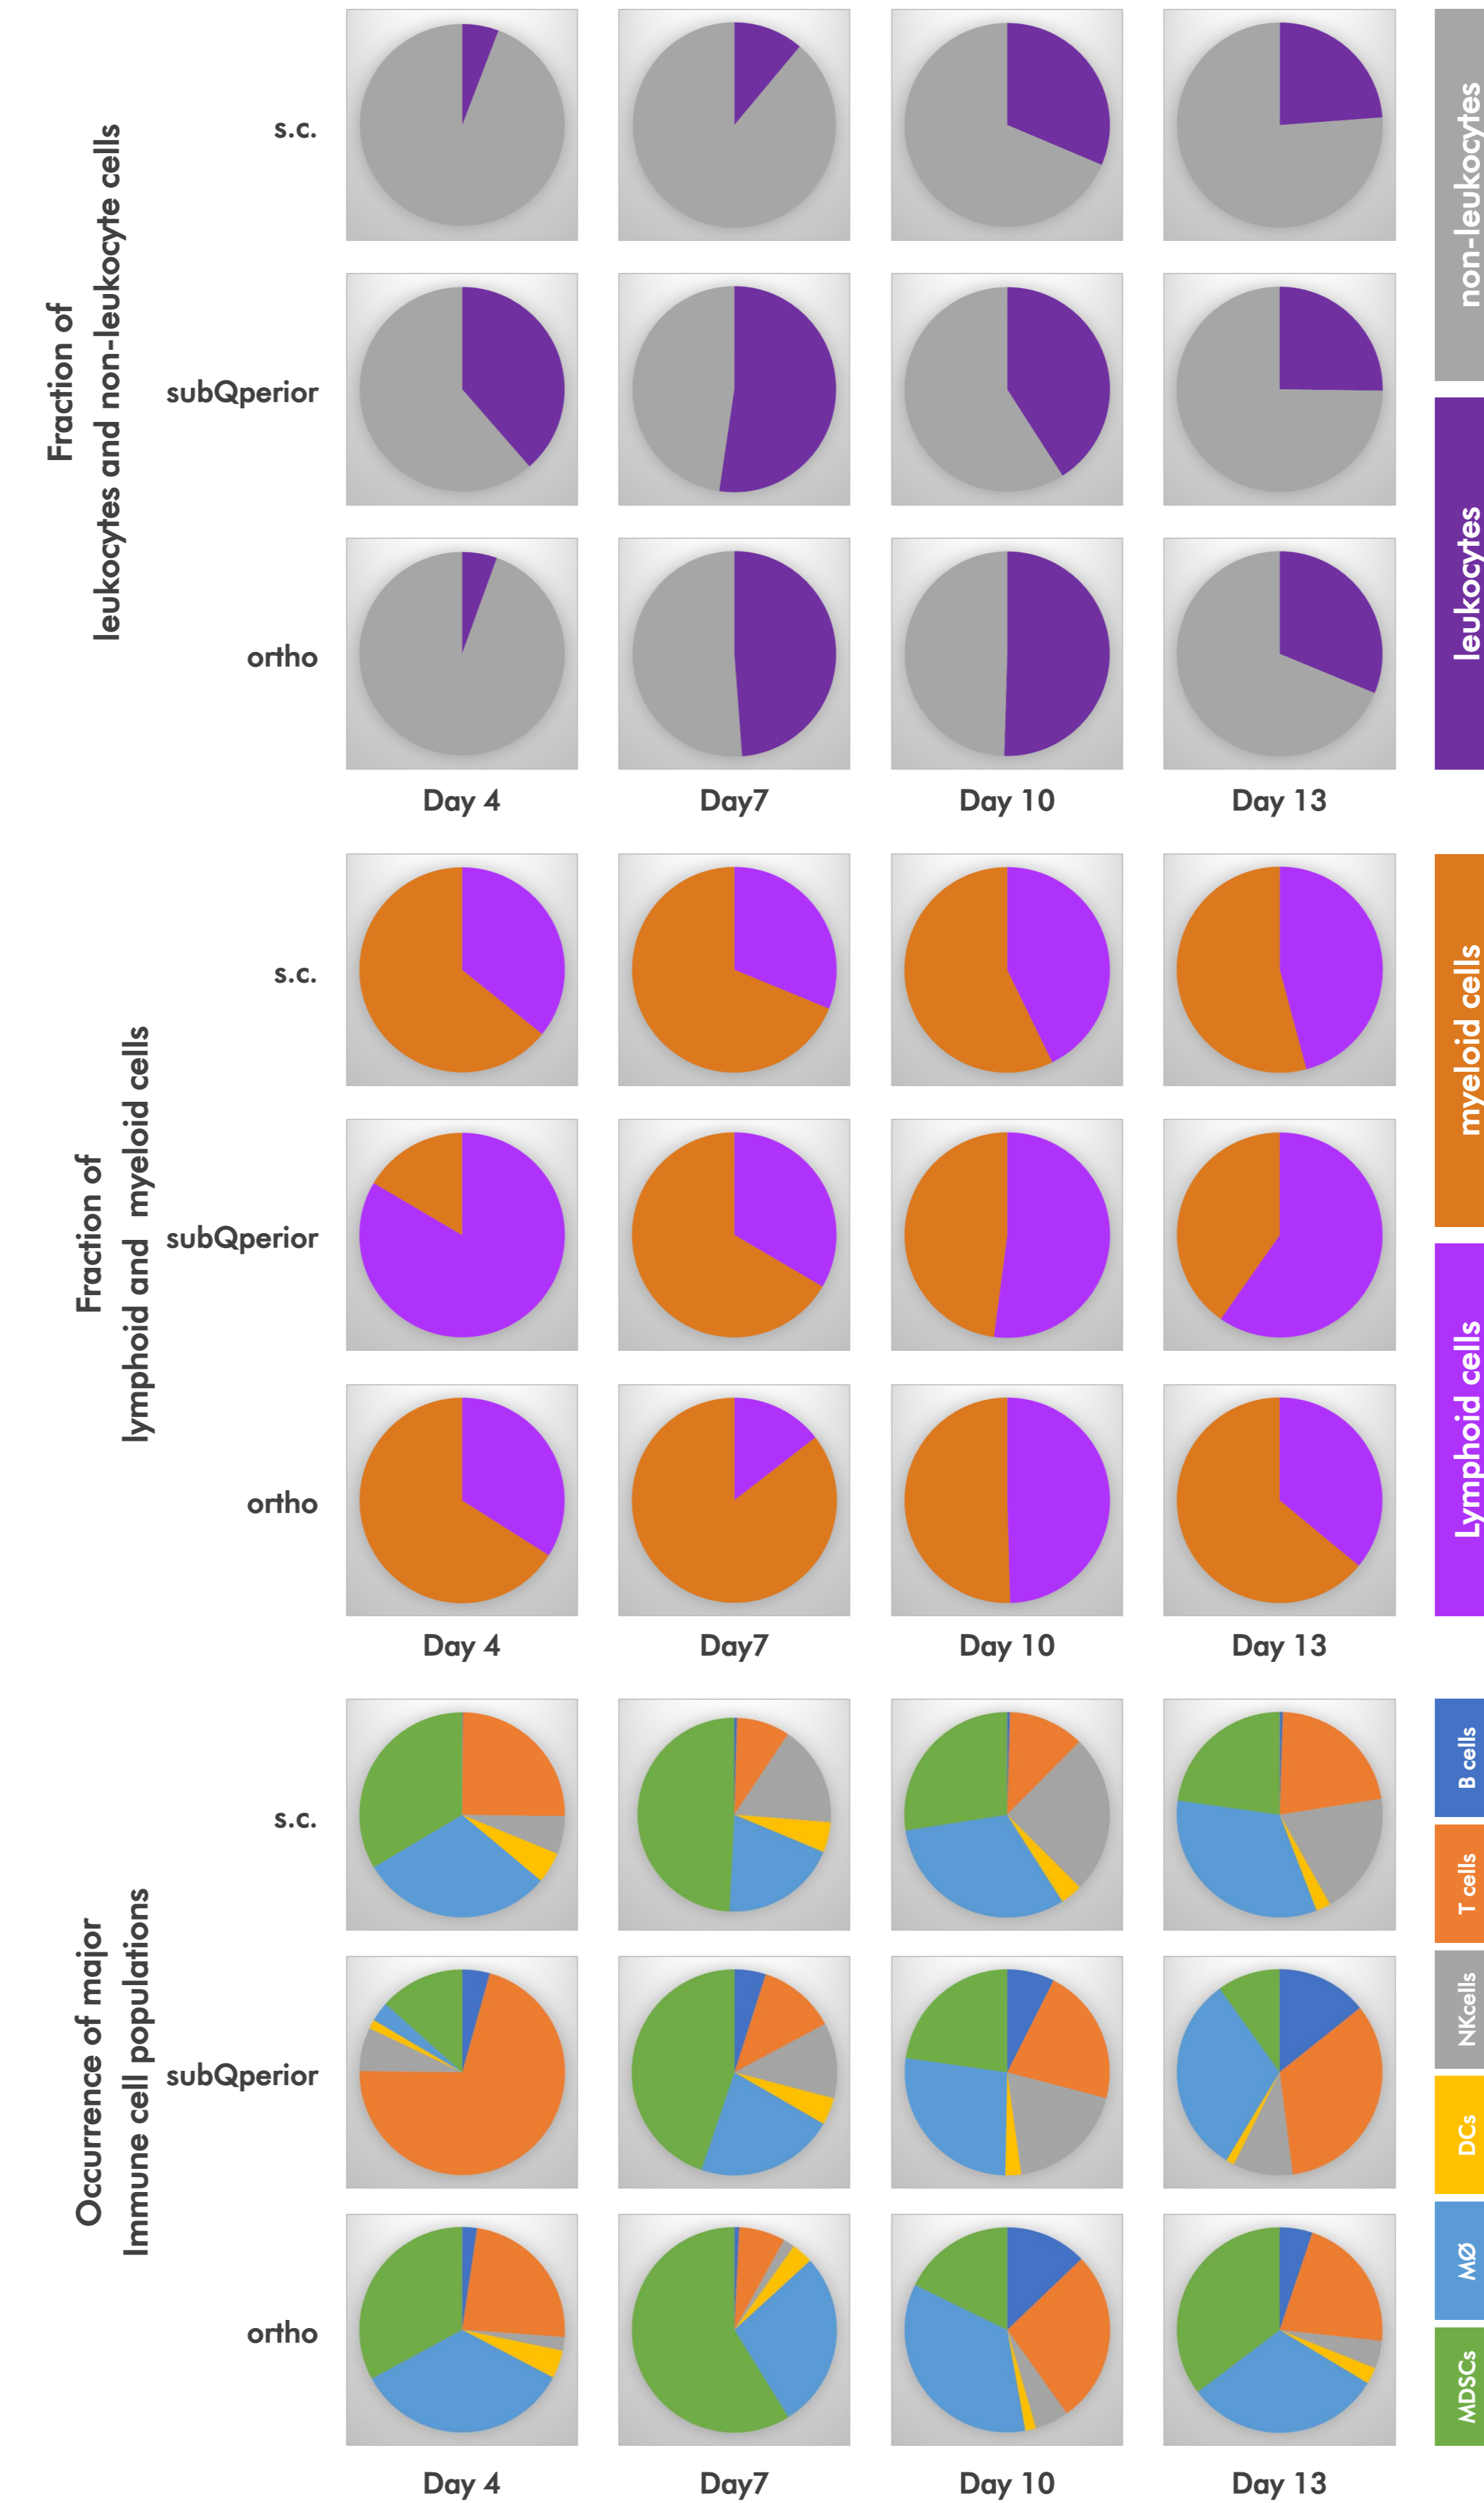 Fraction of
leukocytes and non-leukocyte cells
s.c.
subQperior
ortho
Day 4
Day7
Day 10
Day 13
non-leukocytes
leukocytes
Fraction of
lymphoid and myeloid cells
s.c.
subQperior
ortho
Day 4
Day7
Day 10
Day 13
myeloid cells
Lymphoid cells
Occurrence of major
Immune cell populations
s.c.
subQperior
ortho
Day 4
Day7
Day 10
Day 13
B cells
T cells
NKcells
DCs
MØ
MDSCs